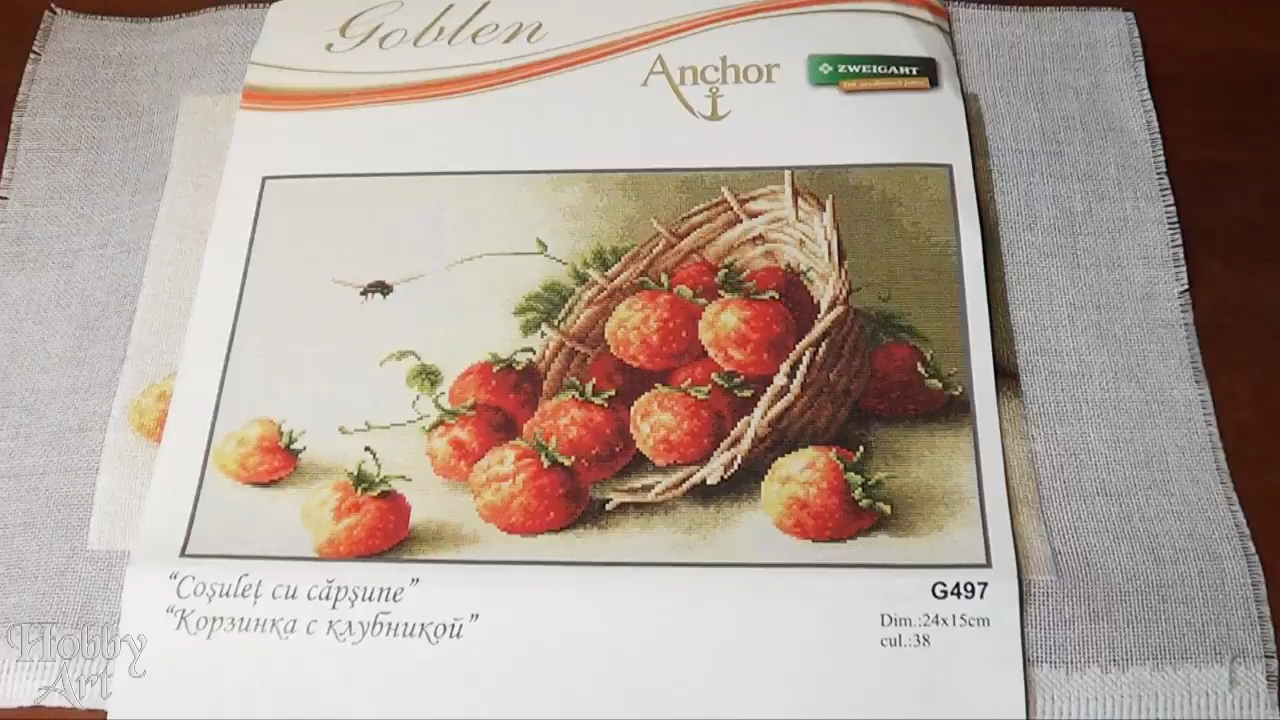 Goblen
Anchor
ZWEIGART
"Coşuleţ cu căpşune"
"Корзинка с клубникой"
G497
Dim.:24x15cm
cul.:38
Hobby
Art